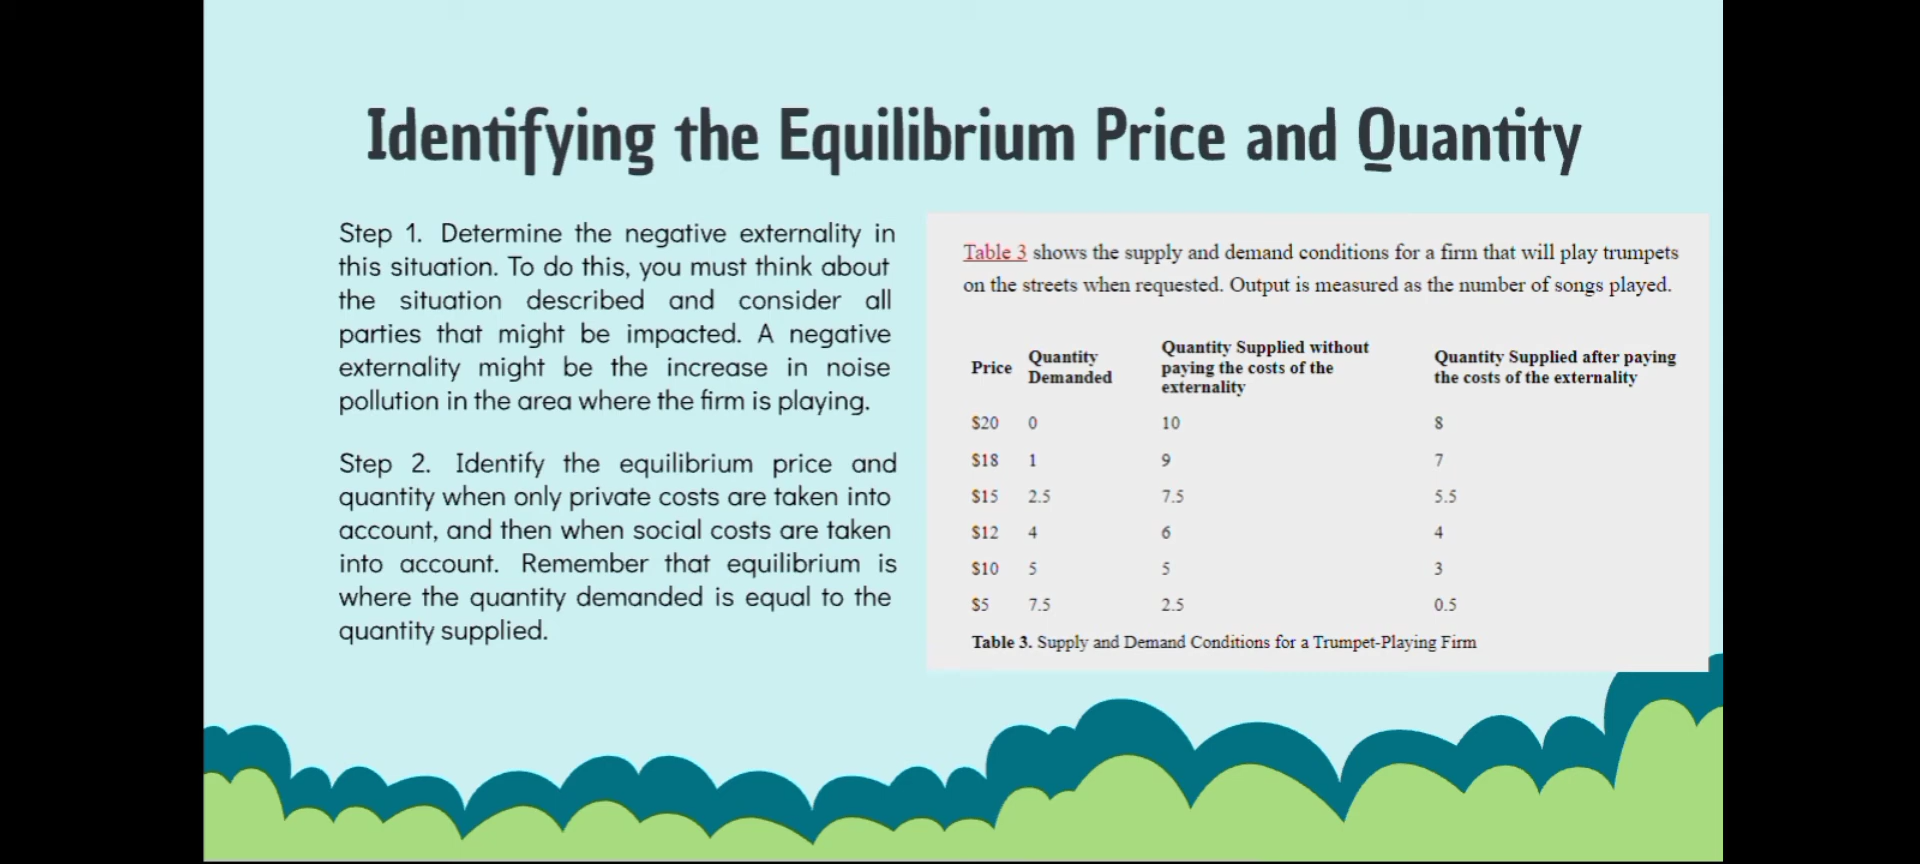 Identifying the Equilibrium Price and Quantity
Step 1. Determine the negative externality in
this situation. To do this, you must think about
the situation described and consider all
parties that might be impacted. A negative
externality might be the increase in noise
pollution in the area where the firm is playing.
Step 2. Identify the equilibrium price and
quantity when only private costs are taken into
account, and then when social costs are taken
into account. Remember that equilibrium is
where the quantity demanded is equal to the
quantity supplied.
Table 3 shows the supply and demand conditions for a firm that will play trumpets
on the streets when requested. Output is measured as the number of songs played.
Price Quantity Demanded Quantity Supplied without paying the costs of the externality Quantity Supplied after paying the costs of the externality
$20 0 10 8
$18 1 9 7
$15 2.5 7.5 5.5
$12 4 6 4
$10 5 5 3
$5 7.5 2.5 0.5
Table 3. Supply and Demand Conditions for a Trumpet-Playing Firm